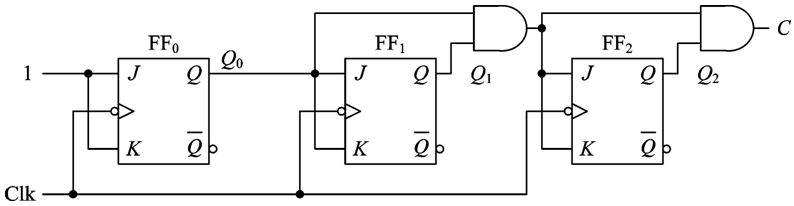 FF₀ FF₁ FF₂ C
1 J Q Q₀ J Q Q₁ J Q Q₂
K Q̅ K Q̅ K Q̅
Clk